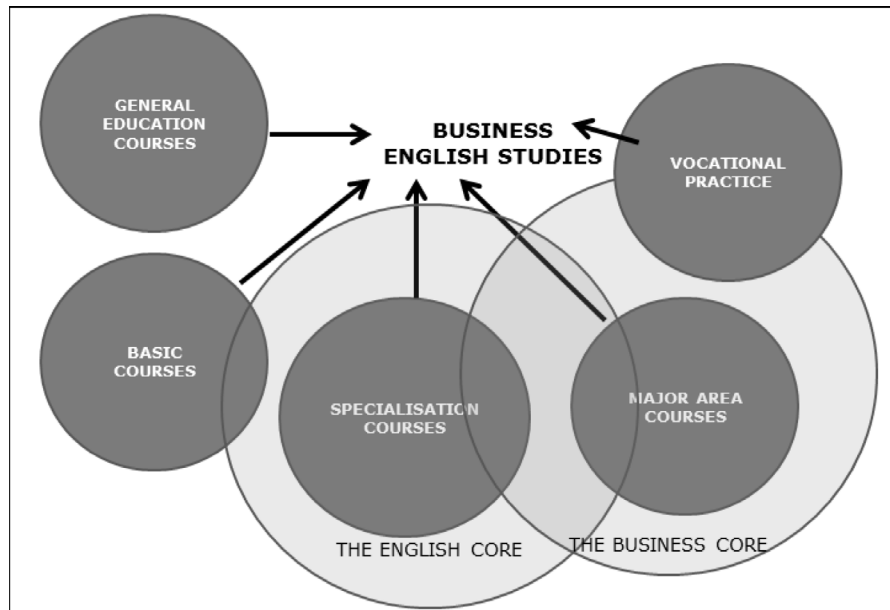 GENERAL
EDUCATION
COURSES
BUSINESS
ENGLISH STUDIES
VOCATIONAL
PRACTICE
BASIC
COURSES
SPECIALISATION
COURSES
MAJOR AREA
COURSES
THE ENGLISH CORE
THE BUSINESS CORE